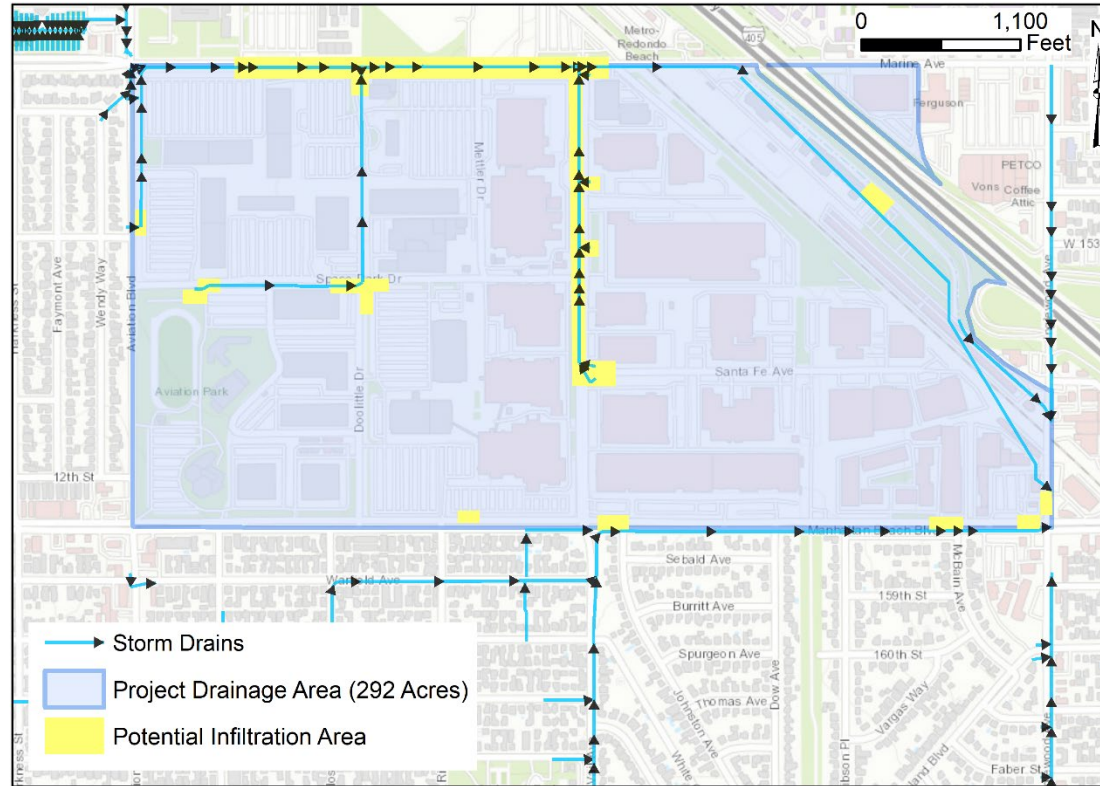 0 1,100
Feet
N
Metro-
Redondo
Beach
405
Marine Ave
Ferguson
PETCO
Vons Coffee
Attic
W 153
Mettler Dr
Space Park Dr
Faymont Ave
Wendy Way
Aviation Blvd
Harkness St
Aviation Park
Doolittle Dr
Santa Fe Ave
12th St
Manhattan Beach Blvd
Warfield Ave
Sebald Ave
McBain Ave
159th St
Burritt Ave
Spurgeon Ave
160th St
Dow Ave
Thomas Ave
Johnston Ave
Vargas Way
White
Faber St
Storm Drains
Project Drainage Area (292 Acres)
Potential Infiltration Area